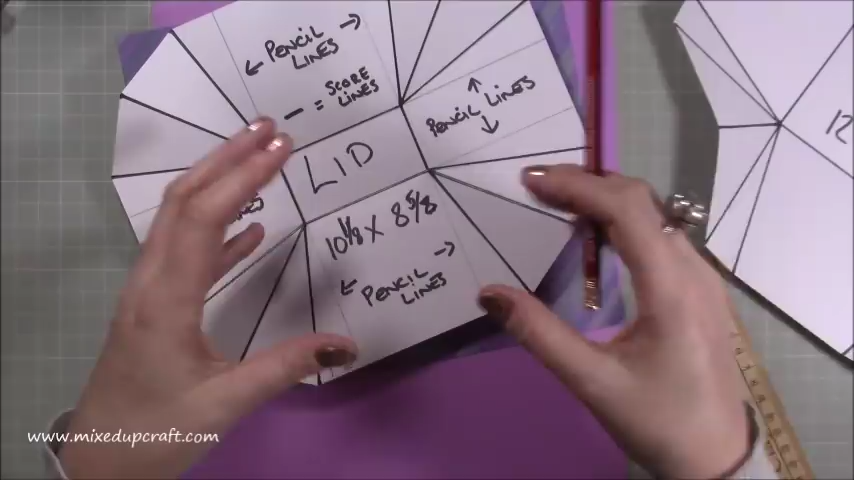 ← PENCIL →
LINES
— = SCORE
LINES
↑
PENCIL LINES
↓
LID
10 1/8 X 8 5/8
← PENCIL →
LINES
12
www.mixedupcraft.com